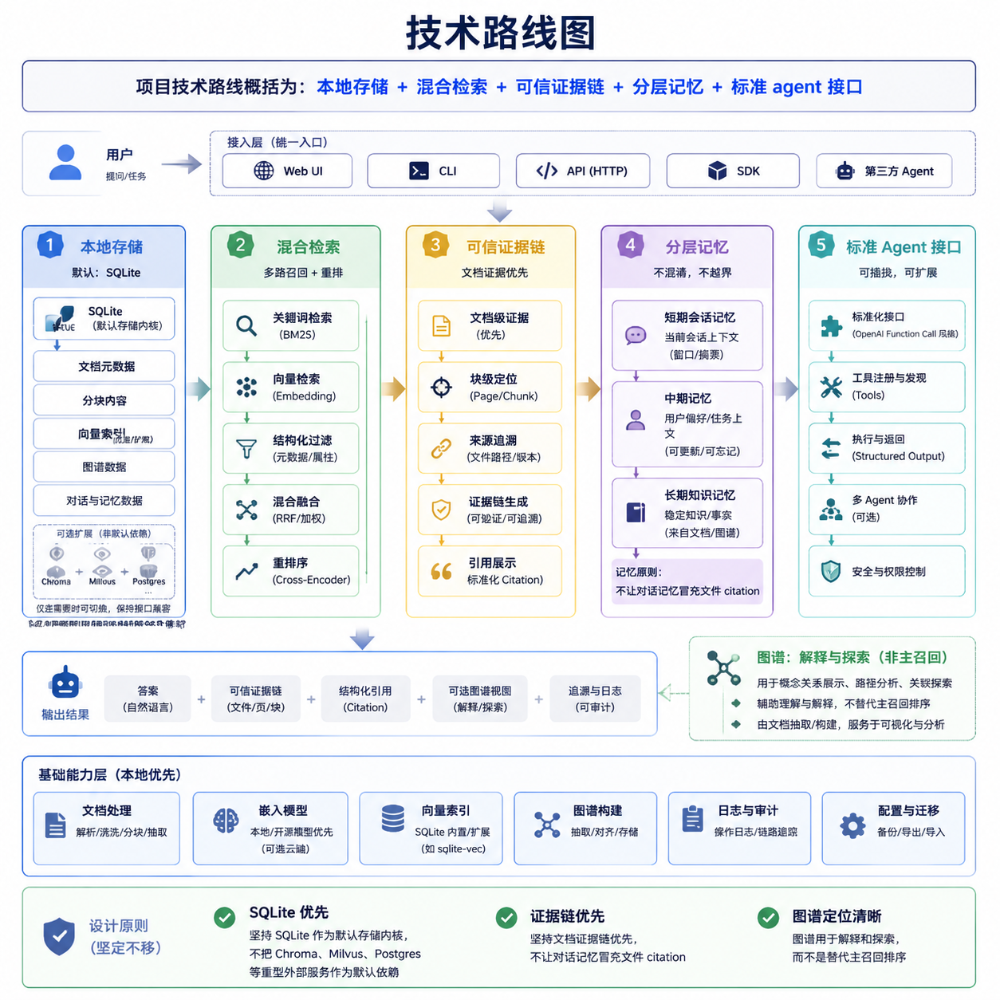 技术路线图
项目技术路线概括为：本地存储 + 混合检索 + 可信证据链 + 分层记忆 + 标准 agent 接口
用户
提问/任务
接入层（统一入口）
Web UI
CLI
API (HTTP)
SDK
第三方 Agent
1 本地存储
默认：SQLite
SQLite
（默认存储内核）
文档元数据
分块内容
向量索引
图谱数据
对话与记忆数据
可选扩展（非默认依赖）
Chroma + Milvus + Postgres
...
仅在需要时可切换，保持接口兼容
2 混合检索
多路召回 + 重排
关键词检索
(BM25)
向量检索
(Embedding)
结构化过滤
(元数据/属性)
混合融合
(RRF/加权)
重排序
(Cross-Encoder)
3 可信证据链
文档证据优先
文档级证据
(优先)
块级定位
(Page/Chunk)
来源追溯
(文件路径/版本)
证据链生成
(可验证/可追溯)
引用展示
标准化 Citation)
4 分层记忆
不混淆，不越界
短期会话记忆
当前会话上下文
(窗口/摘要)
中期记忆
用户偏好/任务上
文
(可更新/可忘记)
长期知识记忆
稳定知识/事实
(来自文档/图谱)
记忆原则：
不让对话记忆冒充文件 citation
5 标准 Agent 接口
可插拔，可扩展
标准化接口
(OpenAI Function Call 风格)
工具注册与发现
(Tools)
执行与返回
(Structured Output)
多 Agent 协作
(可选)
安全与权限控制
输出结果
答案
(自然语言)
+
可信证据链
(文件/页/块)
+
结构化引用
(Citation)
+
可选图谱视图
(解释/探索)
+
追溯与日志
(可审计)
图谱：解释与探索（非主召回）
用于概念关系展示、路径分析、关联探索
辅助理解与解释，不替代主召回排序
由文档抽取/构建，服务于可视化与分析
基础能力层（本地优先）
文档处理
解析/清洗/分块/抽取
嵌入模型
本地/开源模型优先
(可选云端)
向量索引
SQLite 内置/扩展
(如 sqlite-vec)
图谱构建
抽取/对齐/存储
日志与审计
操作日志/链路追踪
配置与迁移
备份/导出/导入
设计原则
（坚定不移）
SQLite 优先
坚持 SQLite 作为默认存储内核，
不把 Chroma、Milvus、Postgres
等重型外部服务作为默认依赖
证据链优先
坚持文档证据链优先，
不让对话记忆冒充文件 citation
图谱定位清晰
图谱用于解释和探索，
而不是替代主召回排序